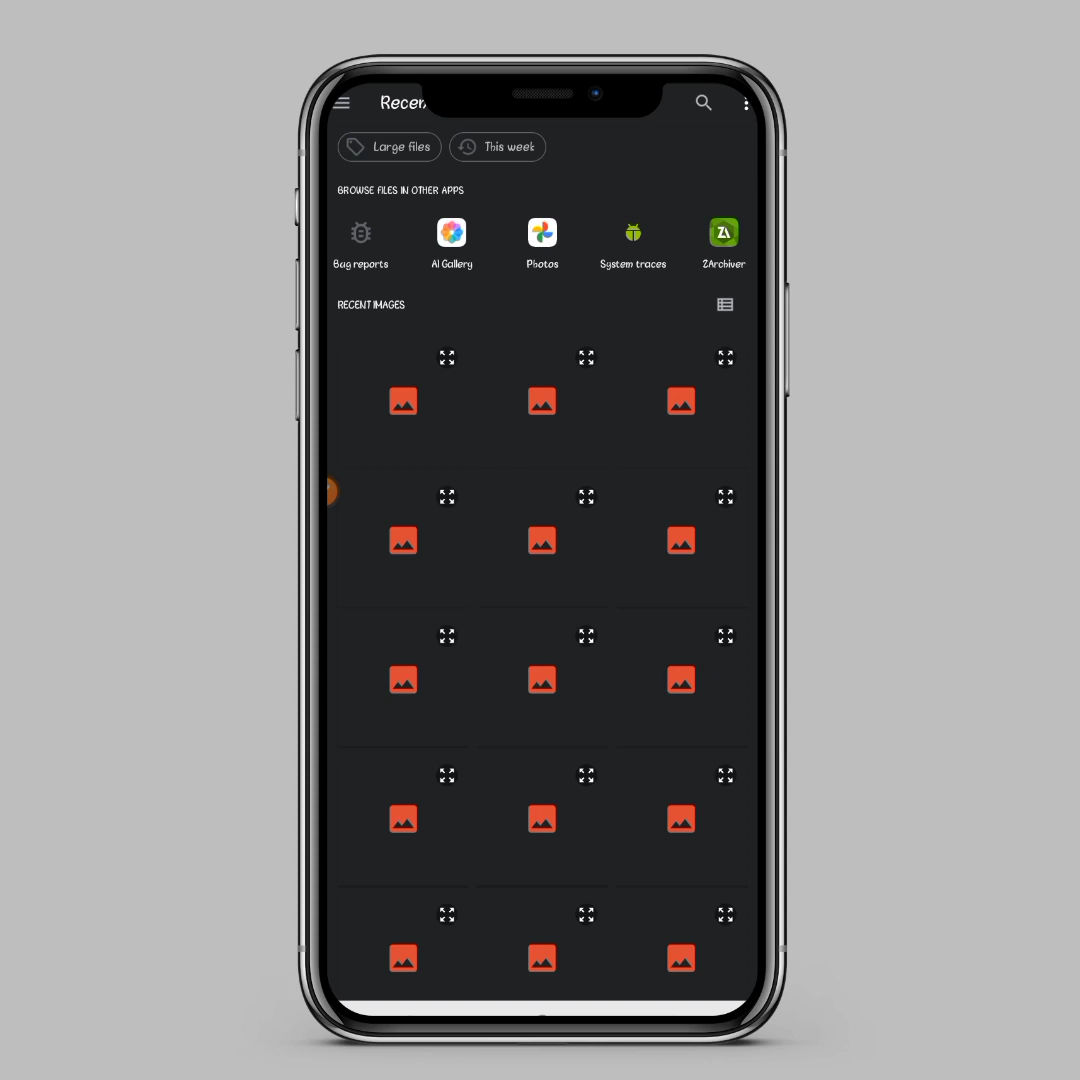 Recen
Large files
This week
BROWSE FILES IN OTHER APPS
Bug reports
AI Gallery
Photos
System traces
ZArchiver
RECENT IMAGES